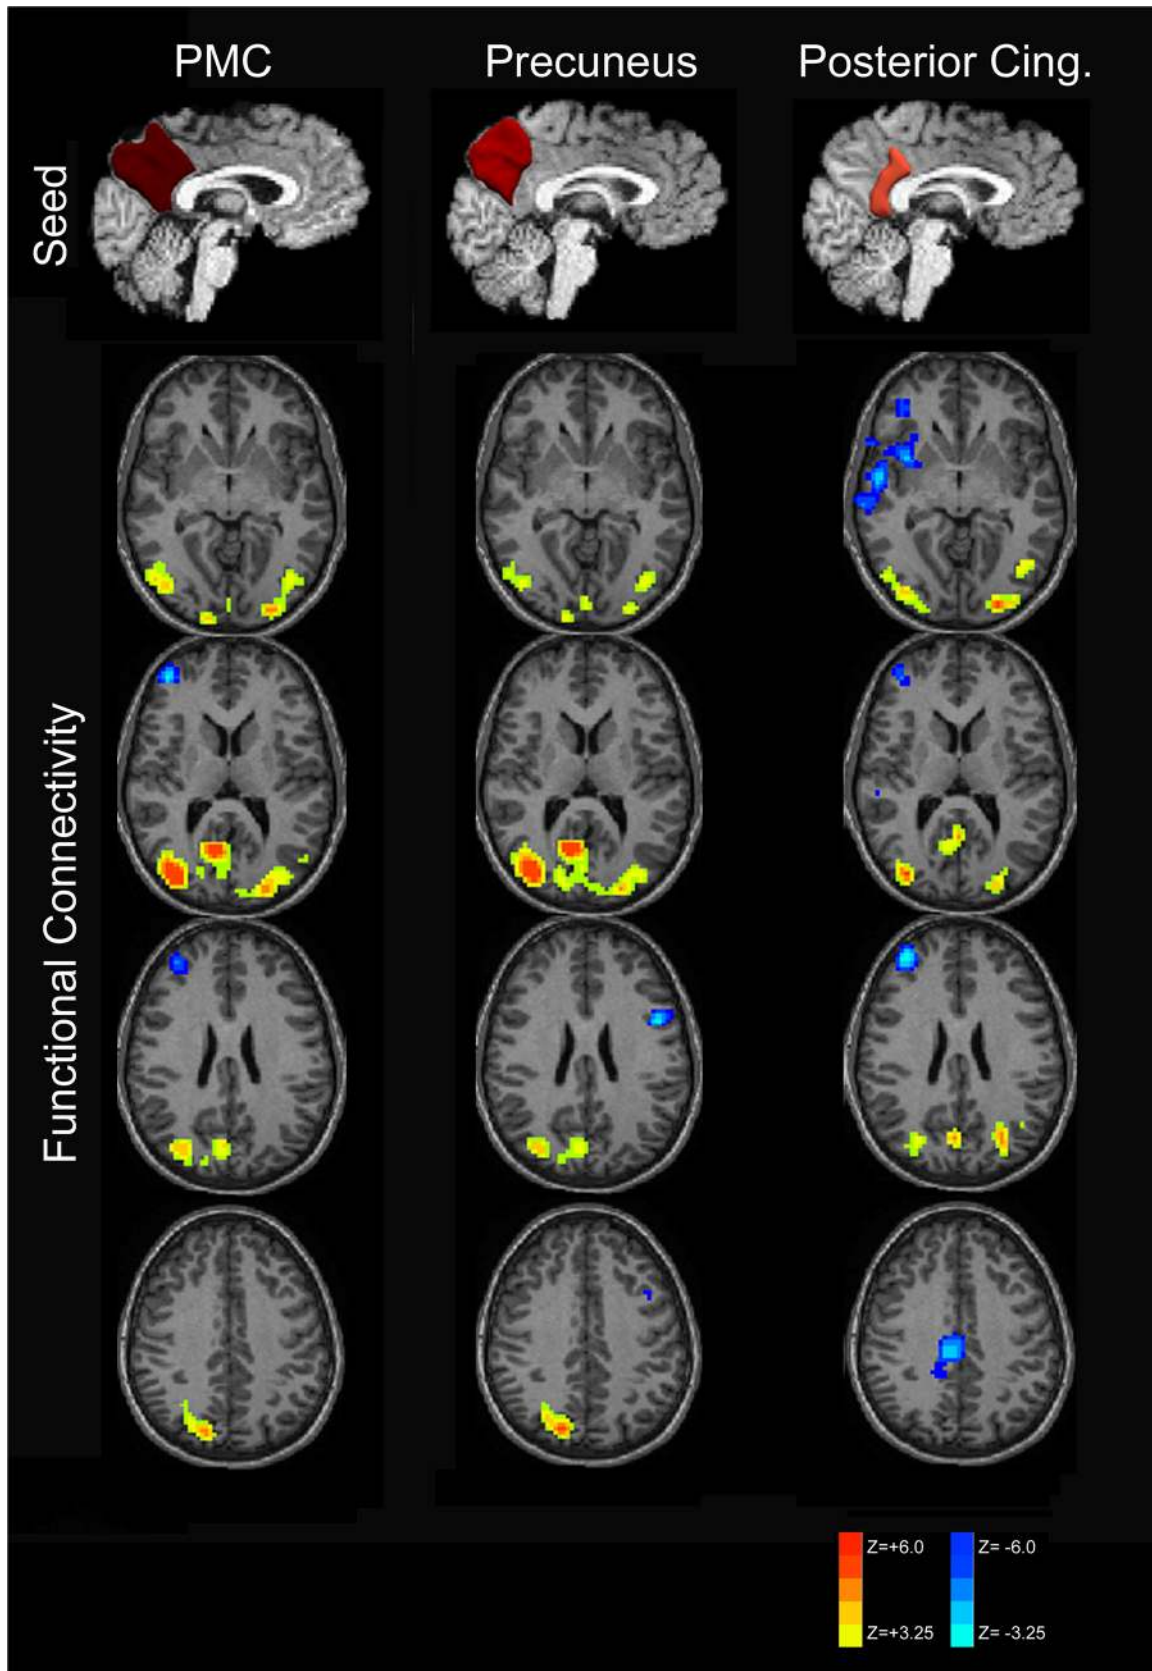 PMC
Precuneus
Posterior Cing.
Seed
Functional Connectivity
Z=+6.0
Z= -6.0
Z=+3.25
Z= -3.25